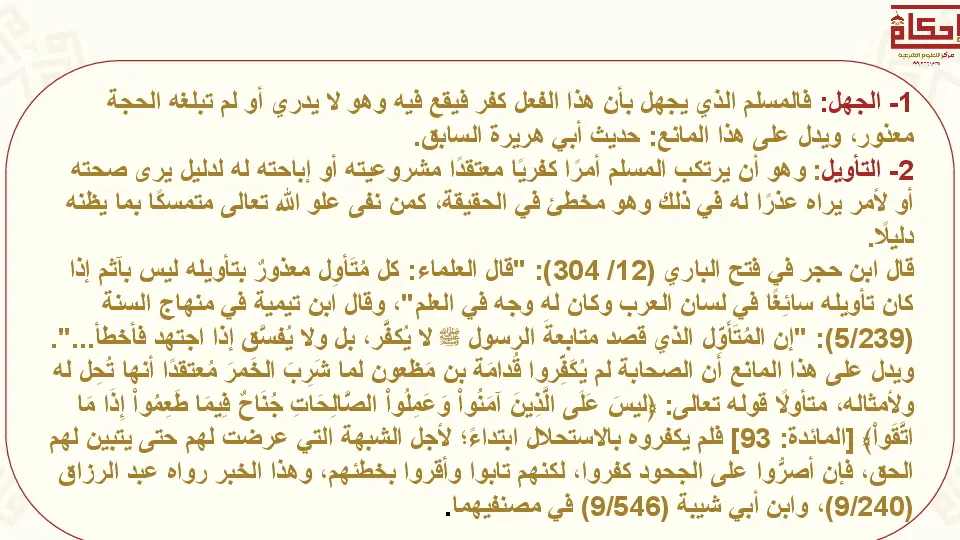 إحكام
مركز للعلوم الشرعية
1- الجهل: فالمسلم الذي يجهل بأن هذا الفعل كفر فيقع فيه وهو لا يدري أو لم تبلغه الحجة
معذور، ويدل على هذا المانع: حديث أبي هريرة السابق.
2- التأويل: وهو أن يرتكب المسلم أمرًا كفريًا معتقدًا مشروعيته أو إباحته له لدليل يرى صحته
أو لأمر يراه عذرًا له في ذلك وهو مخطئ في الحقيقة، كمن نفى علو الله تعالى متمسكًا بما يظنه
دليلًا.
قال ابن حجر في فتح الباري (12/ 304): "قال العلماء: كل مُتَأولٍ معذورٌ بتأويله ليس بآثم إذا
كان تأويله سائِغًا في لسان العرب وكان له وجه في العلم"، وقال ابن تيمية في منهاج السنة
(5/239): "إن المُتَأَوّل الذي قصد متابعةَ الرسول ﷺ لا يُكفَّر، بل ولا يُفسَّق إذا اجتهد فأخطأ...".
ويدل على هذا المانع أَن الصحابة لم يُكَفِّروا قُدامَة بن مَظْعون لما شَرِبَ الخَمرَ مُعتقدًا أنها تُحِل له
ولأمثاله، متأولًا قوله تعالى: ﴿ليسَ عَلَى الَّذِينَ آمَنُواْ وَعَمِلُواْ الصَّالِحَاتِ جُنَاحٌ فِيمَا طَعِمُواْ إِذَا مَا
اتَّقَواْ﴾ [المائدة: 93] فلم يكفروه بالاستحلال ابتداءً؛ لأجل الشبهة التي عرضت لهم حتى يتبين لهم
الحق، فإن أصرُّوا على الجحود كفروا، لكنهم تابوا وأقروا بخطئهم، وهذا الخبر رواه عبد الرزاق
(9/240)، وابن أبي شيبة (9/546) في مصنفيهما.